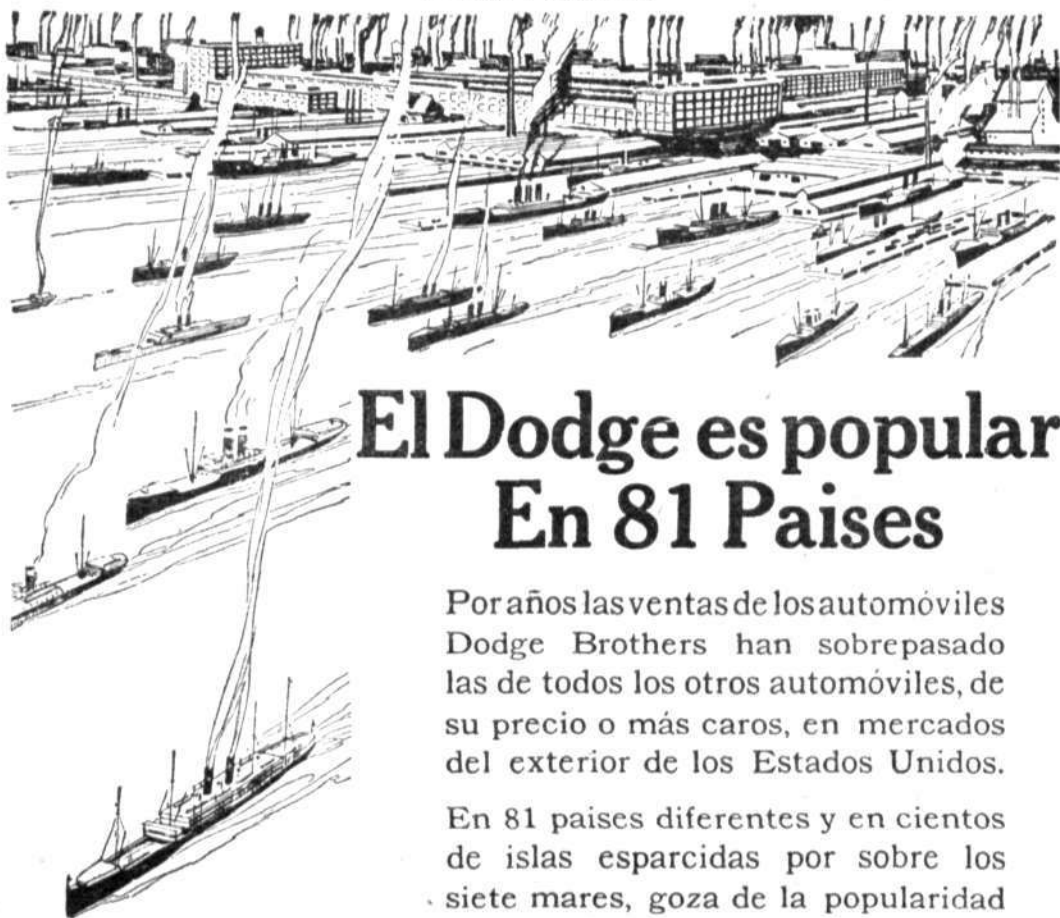 El Dodge es popular
En 81 Paises
Por años las ventas de los automóviles
Dodge Brothers han sobrepasado
las de todos los otros automóviles, de
su precio o más caros, en mercados
del exterior de los Estados Unidos.
En 81 paises diferentes y en cientos
de islas esparcidas por sobre los
siete mares, goza de la popularidad